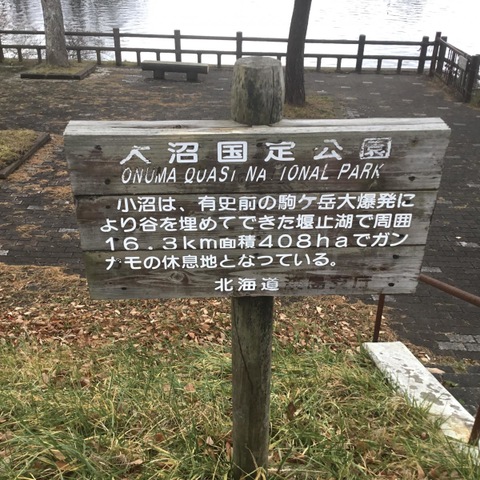 大沼国定公園
ONUMA QUASI NATIONAL PARK
小沼は、有史前の駒ケ岳大爆発に
より谷を埋めてできた堰止湖で周囲
16.3km面積408haでガン
カモの休息地となつている。
北海道